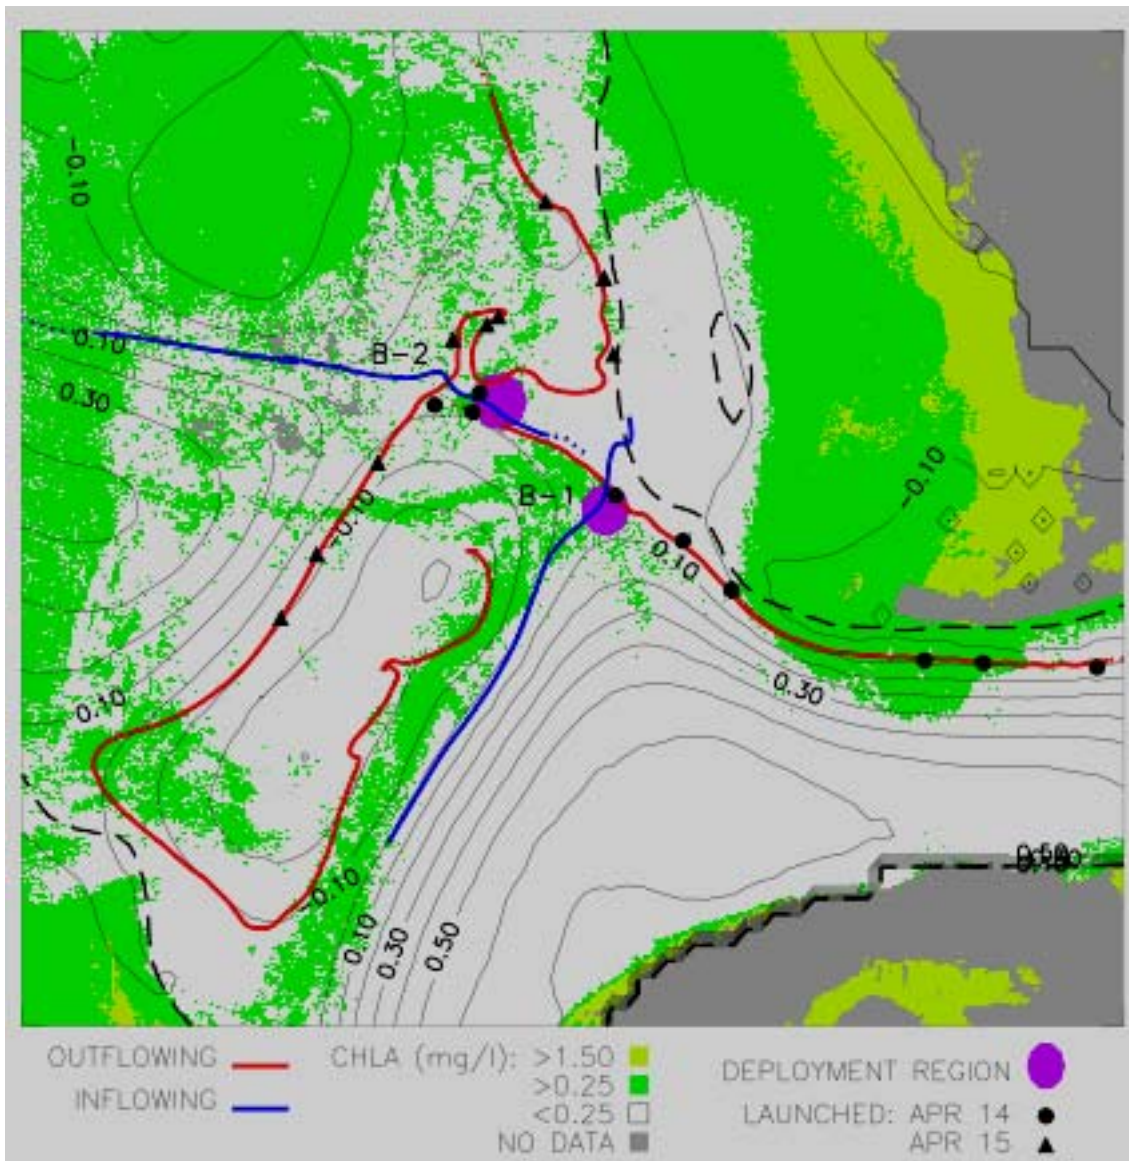 -0.10
0.10
B-2
0.30
-0.10
-0.10
B-1
0.10
0.30
0.10
-0.10
0.10
0.30
0.50
OUTFLOWING
INFLOWING
CHLA (mg/l): >1.50
>0.25
<0.25
NO DATA
DEPLOYMENT REGION
LAUNCHED: APR 14
APR 15